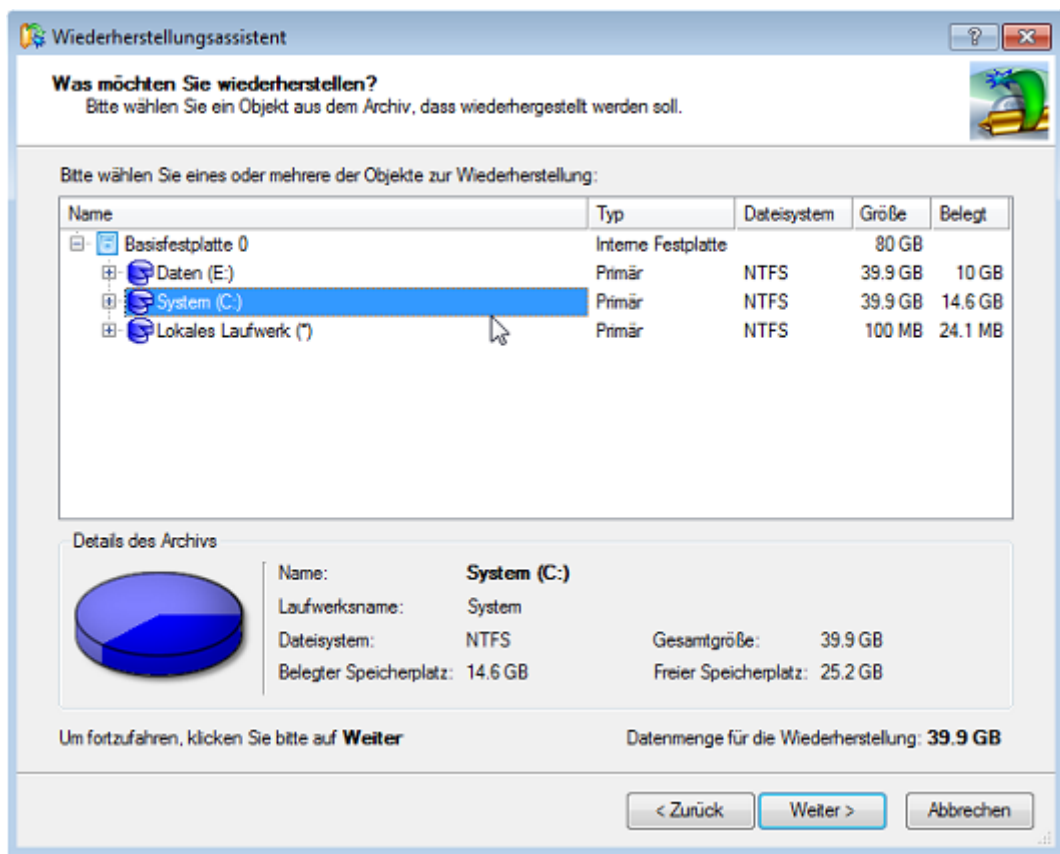 Wiederherstellungsassistent
Was möchten Sie wiederherstellen?
Bitte wählen Sie ein Objekt aus dem Archiv, dass wiederhergestellt werden soll.
Bitte wählen Sie eines oder mehrere der Objekte zur Wiederherstellung:
Name Typ Dateisystem Größe Belegt
Basisfestplatte 0 Interne Festplatte 80 GB
Daten (E:) Primär NTFS 39.9 GB 10 GB
System (C:) Primär NTFS 39.9 GB 14.6 GB
Lokales Laufwerk (*) Primär NTFS 100 MB 24.1 MB
Details des Archivs
Name: System (C:)
Laufwerksname: System
Dateisystem: NTFS Gesamtgröße: 39.9 GB
Belegter Speicherplatz: 14.6 GB Freier Speicherplatz: 25.2 GB
Um fortzufahren, klicken Sie bitte auf Weiter Datenmenge für die Wiederherstellung: 39.9 GB
< Zurück Weiter > Abbrechen